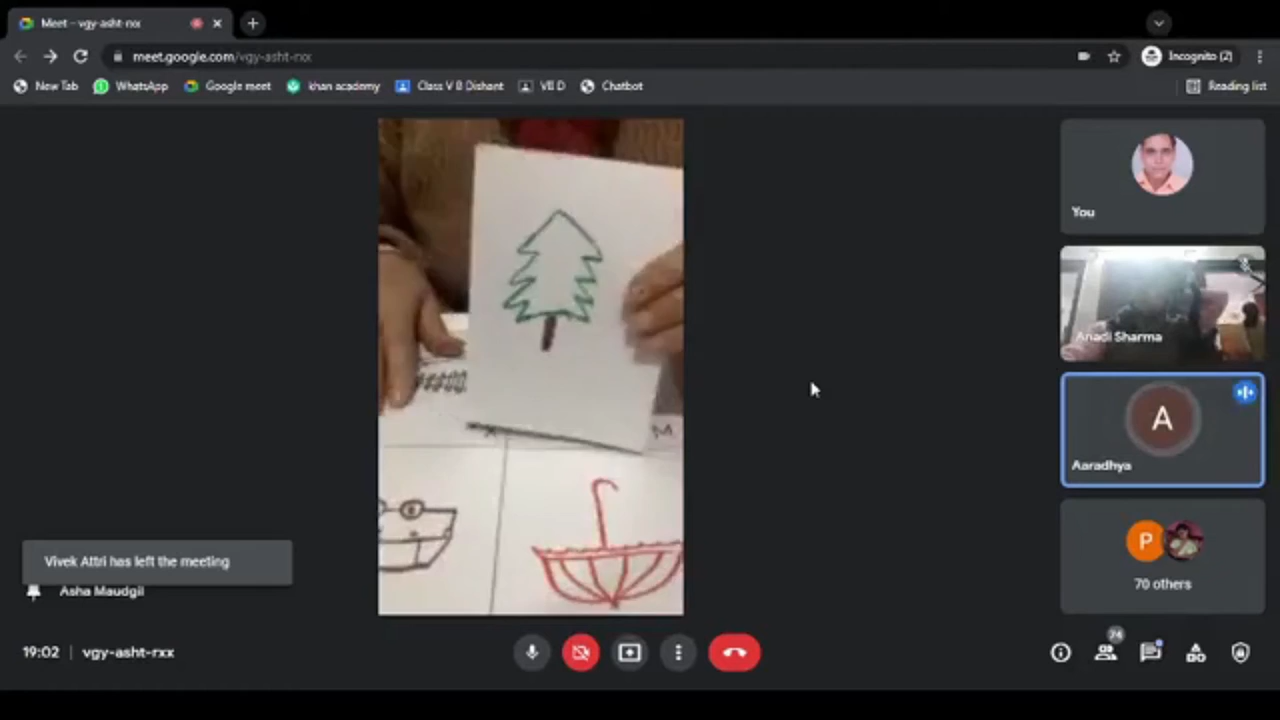 Meet - vgy-asht-rxx
meet.google.com/vgy-asht-rxx
Incognito (2)
New Tab
WhatsApp
Google meet
khan academy
Class V B Dishant
VII D
Chatbot
Reading list
You
Anadi Sharma
A
Aaradhya
M
Vivek Attri has left the meeting
Asha Maudgil
P
70 others
19:02 | vgy-asht-rxx
74